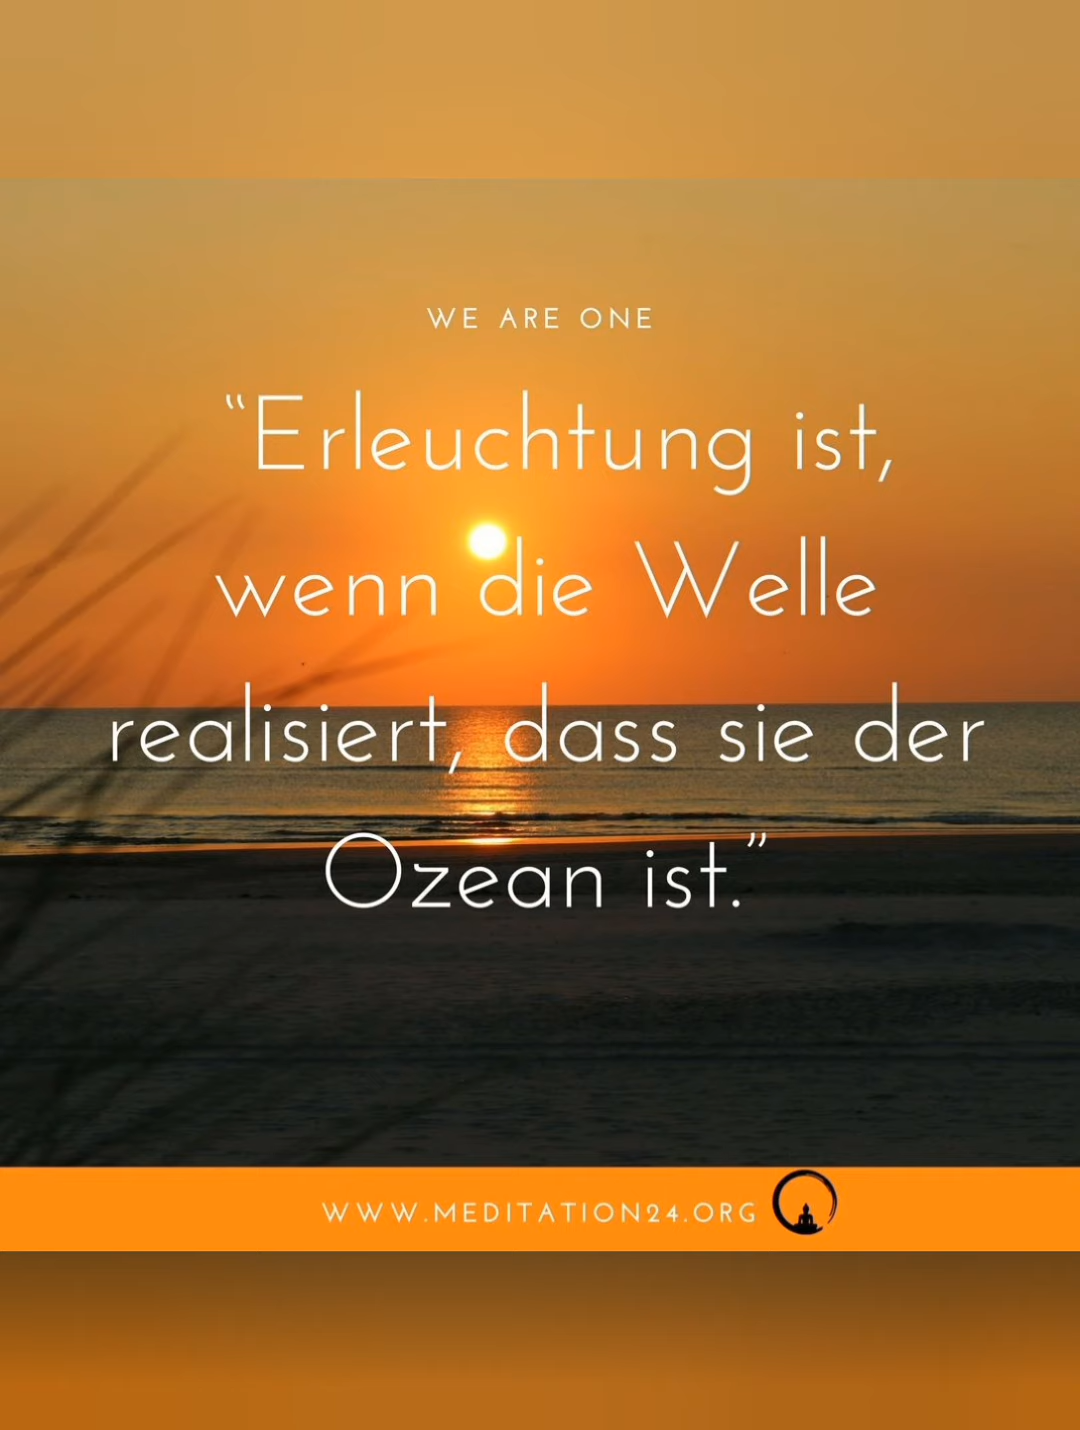 WE ARE ONE
“Erleuchtung ist,
wenn die Welle
realisiert, dass sie der
Ozean ist.”
WWW.MEDITATION24.ORG